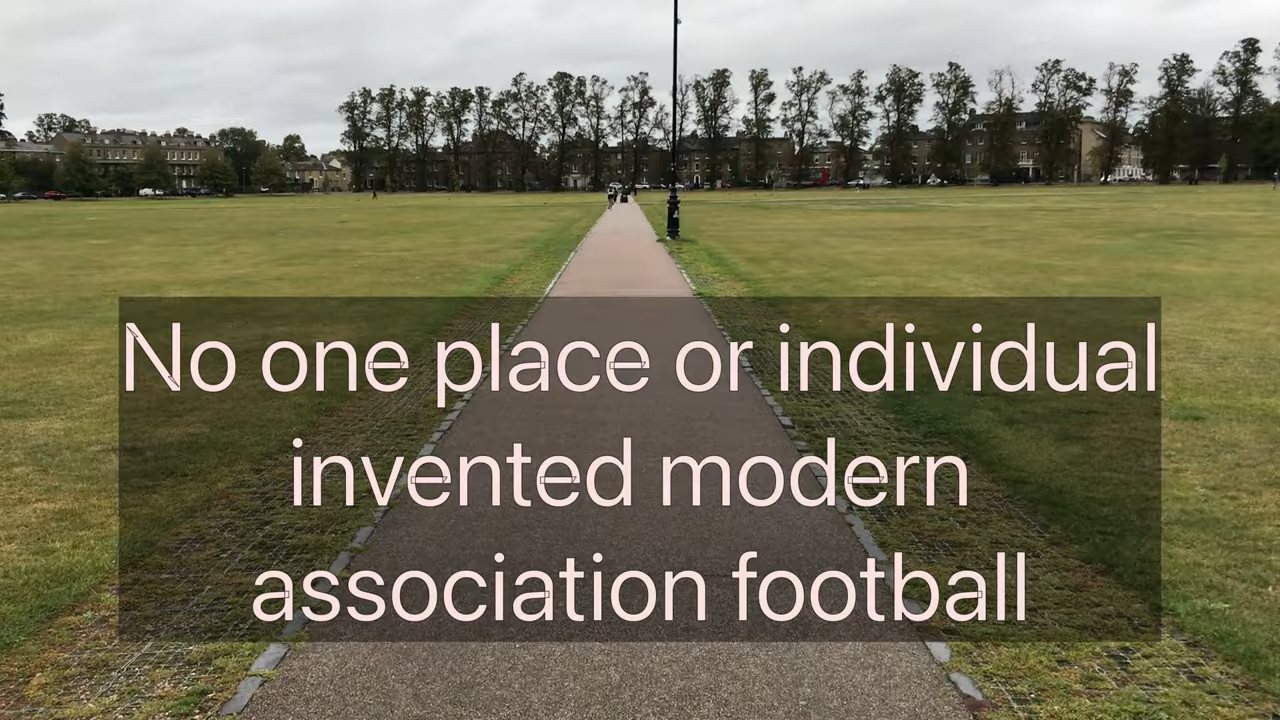 No one place or individual
invented modern
association football